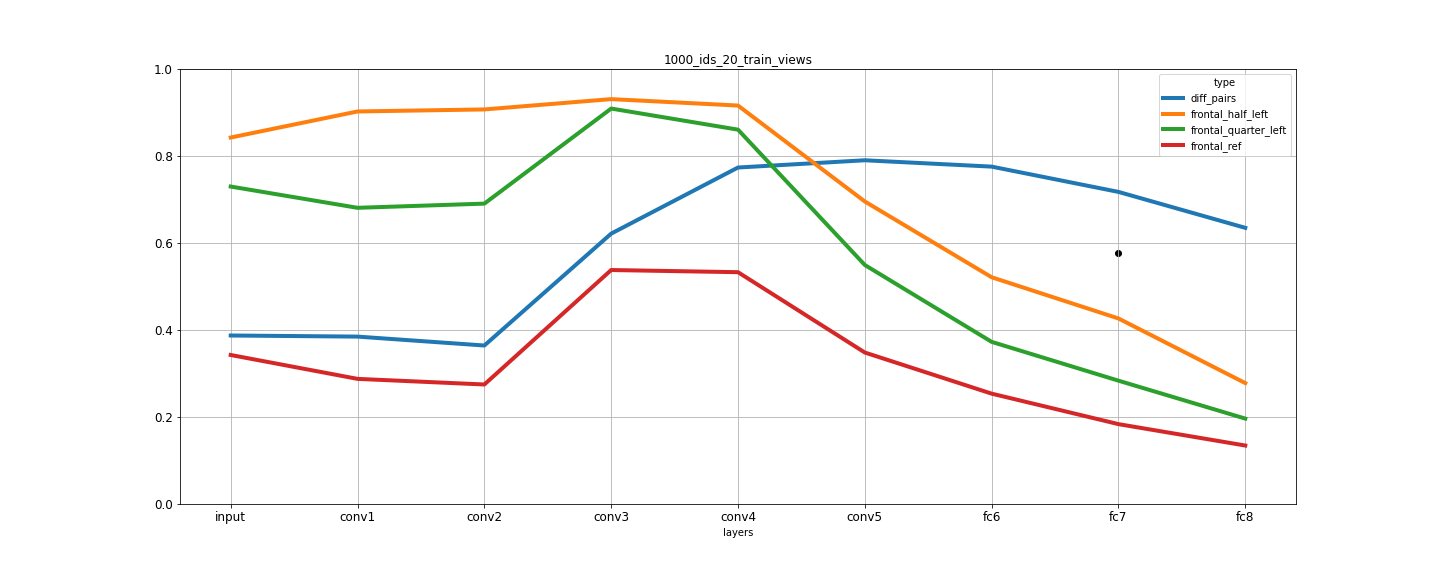 1000_ids_20_train_views
1.0
0.8
0.6
0.4
0.2
0.0
type
diff_pairs
frontal_half_left
frontal_quarter_left
frontal_ref
input conv1 conv2 conv3 conv4 conv5 fc6 fc7 fc8
layers